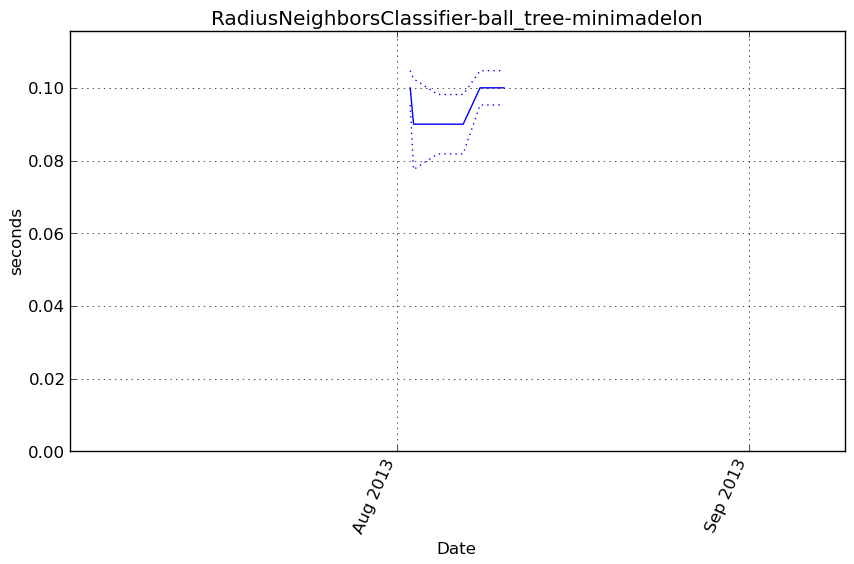 RadiusNeighborsClassifier-ball_tree-minimadelon
0.10
0.08
0.06
0.04
0.02
0.00
seconds
Aug 2013
Sep 2013
Date